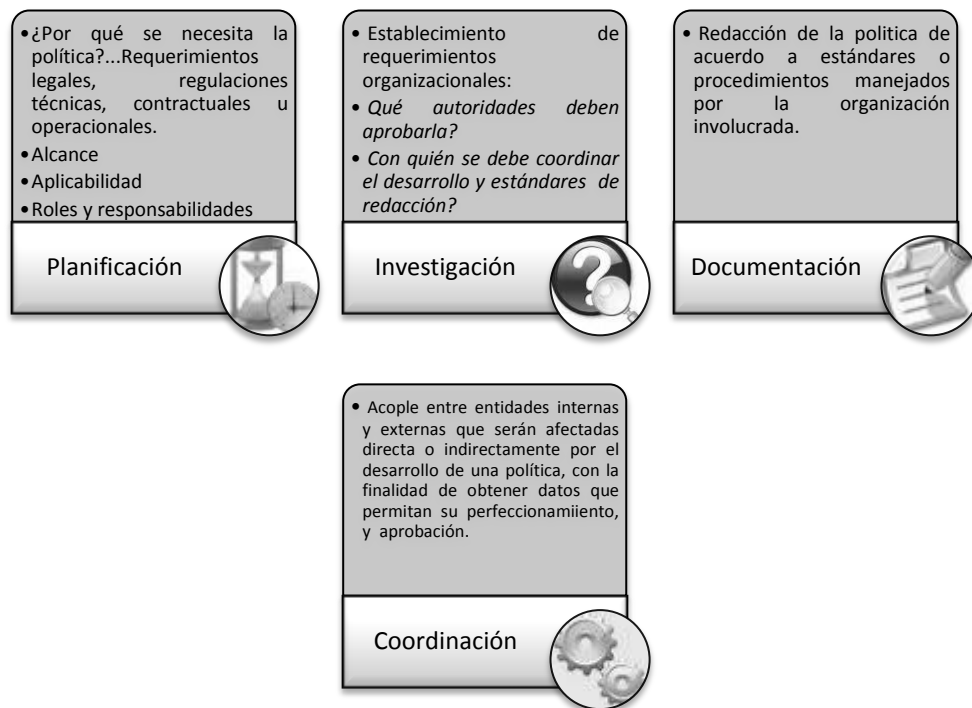 •¿Por qué se necesita la
política?...Requerimientos
legales, regulaciones
técnicas, contractuales u
operacionales.
•Alcance
•Aplicabilidad
•Roles y responsabilidades
Planificación
• Establecimiento de
requerimientos
organizacionales:
• Qué autoridades deben
aprobarla?
• Con quién se debe coordinar
el desarrollo y estándares de
redacción?
Investigación
• Redacción de la politica de
acuerdo a estándares o
procedimientos manejados
por la organización
involucrada.
Documentación
• Acople entre entidades internas
y externas que serán afectadas
directa o indirectamente por el
desarrollo de una política, con la
finalidad de obtener datos que
permitan su perfeccionamiiento,
y aprobación.
Coordinación